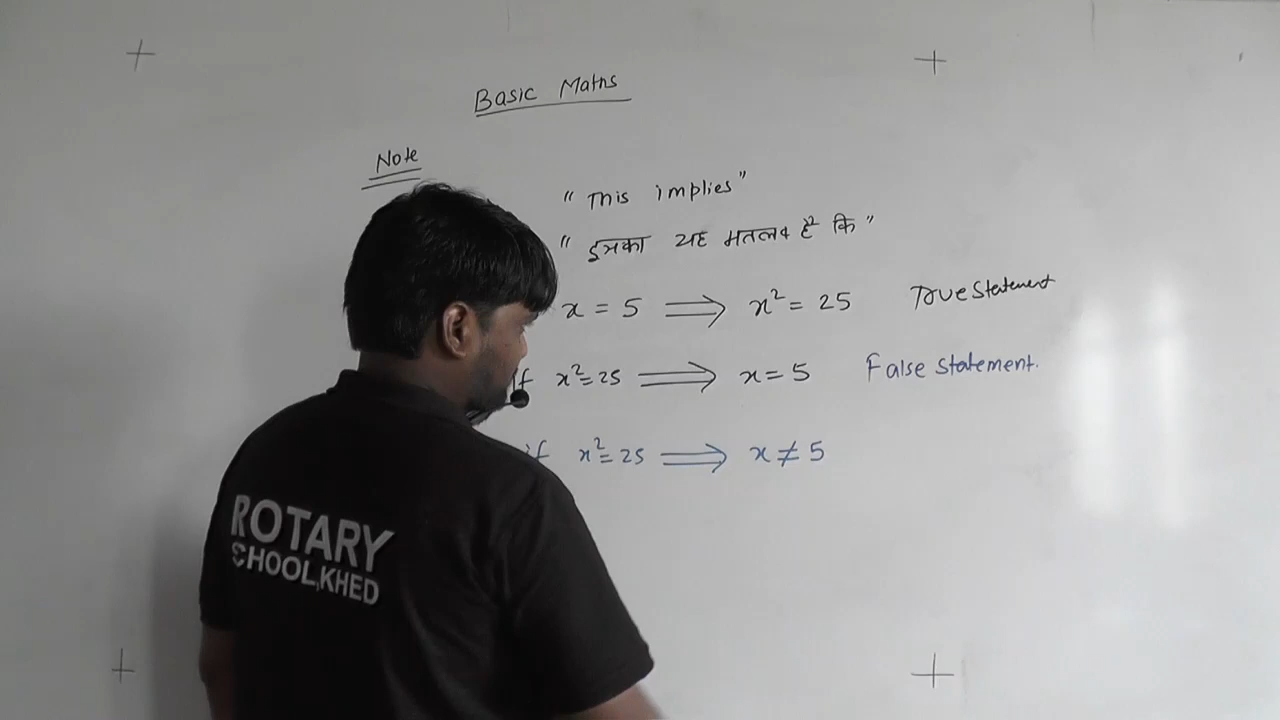 Basic Maths
Note
"This implies"
"इसका यह मतलब है कि"
x = 5 ⟹ x² = 25 True Statement
if x² = 25 ⟹ x = 5 False Statement.
if x² = 25 ⟹ x ≠ 5
ROTARY
SCHOOL, KHED